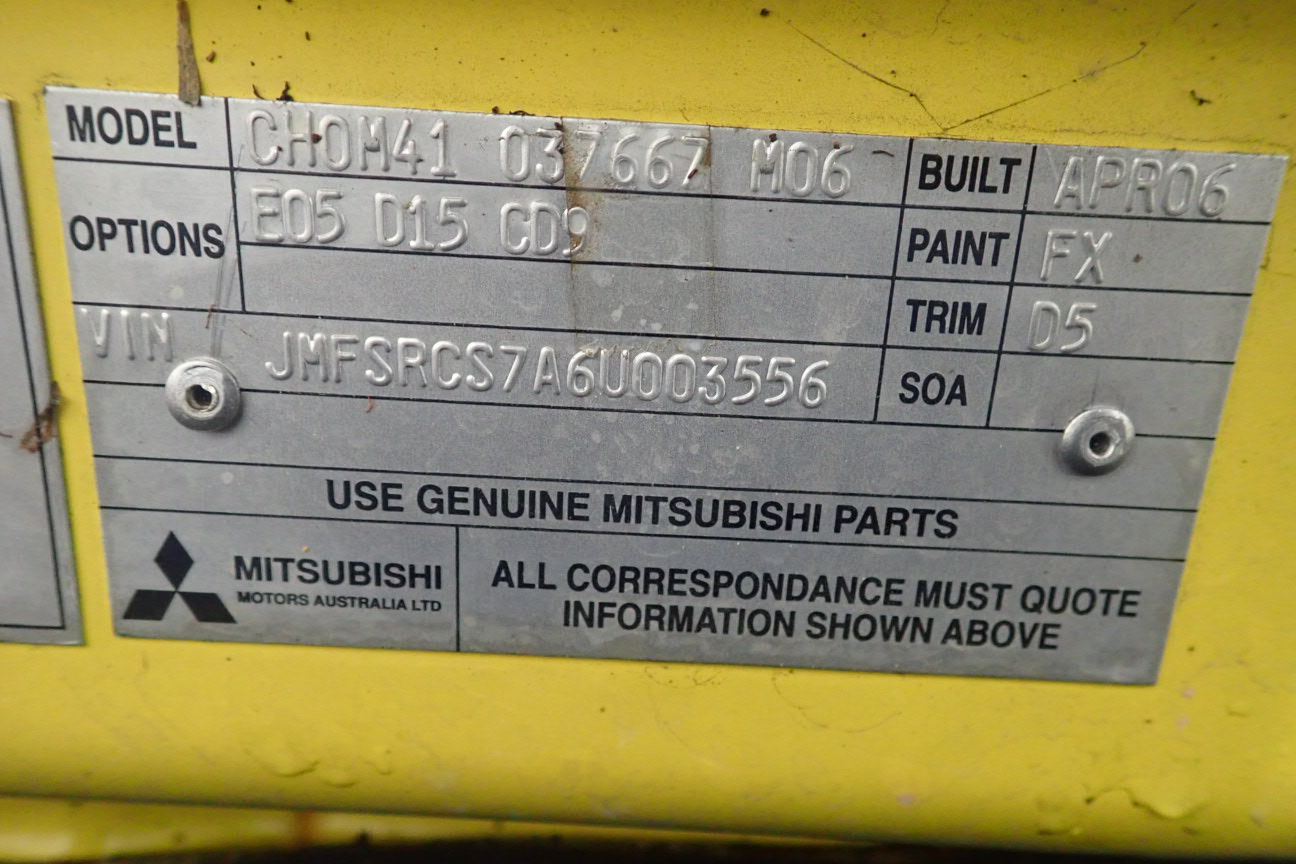 MODEL CH0M41 037667 M06 BUILT APR06
OPTIONS E05 D15 CD9 PAINT FX
TRIM D5
VIN JMFSRCS7A6U003556 SOA
USE GENUINE MITSUBISHI PARTS
MITSUBISHI
MOTORS AUSTRALIA LTD
ALL CORRESPONDANCE MUST QUOTE
INFORMATION SHOWN ABOVE